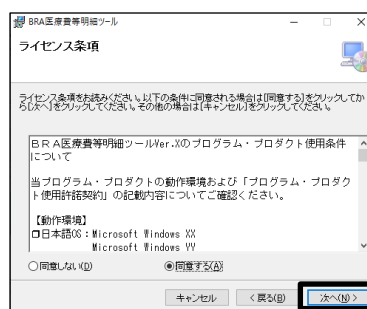 BRA医療費等明細ツール
ライセンス条項
ライセンス条項をお読みください。以下の条件に同意される場合は[同意する]をクリックしてか
ら[次へ]をクリックしてください。その他の場合は[キャンセル]をクリックしてください。
BRA医療費等明細ツールVer.Xのプログラム・プロダクト使用条件
について
当プログラム・プロダクトの動作環境および「プログラム・プロダク
ト使用許諾契約」の記載内容についてご確認ください。
【動作環境】
□日本語OS：Microsoft Windows XX
Microsoft Windows YY
同意しない(D)
同意する(A)
キャンセル
< 戻る(B)
次へ(N) >